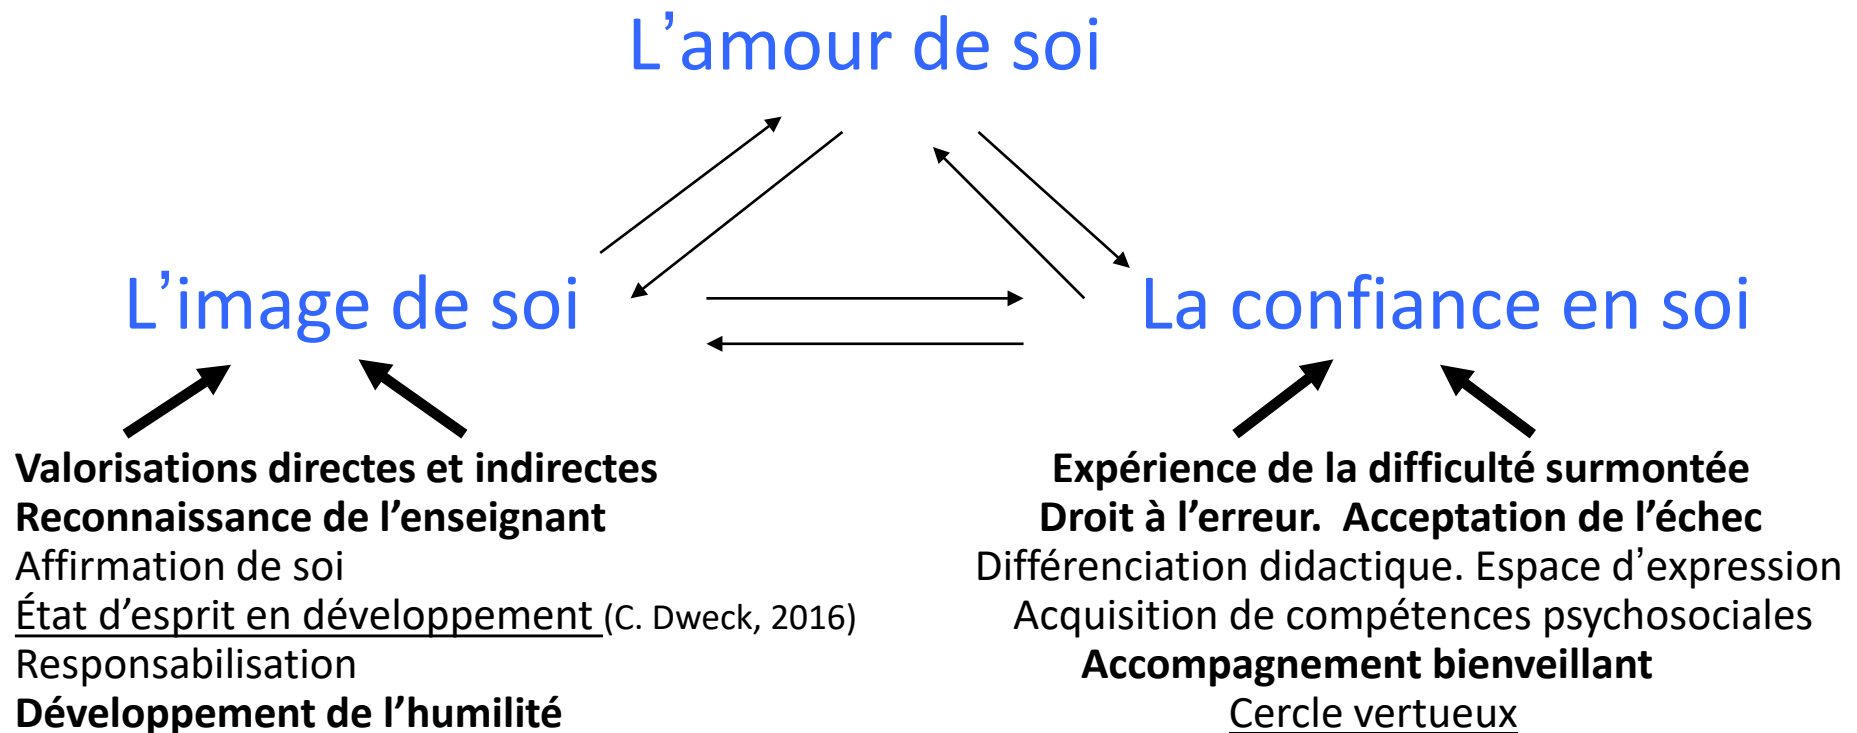 L’amour de soi
L’image de soi
La confiance en soi
Valorisations directes et indirectes
Reconnaissance de l’enseignant
Affirmation de soi
État d’esprit en développement (C. Dweck, 2016)
Responsabilisation
Développement de l’humilité
Expérience de la difficulté surmontée
Droit à l’erreur.  Acceptation de l’échec
Différenciation didactique. Espace d’expression
Acquisition de compétences psychosociales
Accompagnement bienveillant
Cercle vertueux